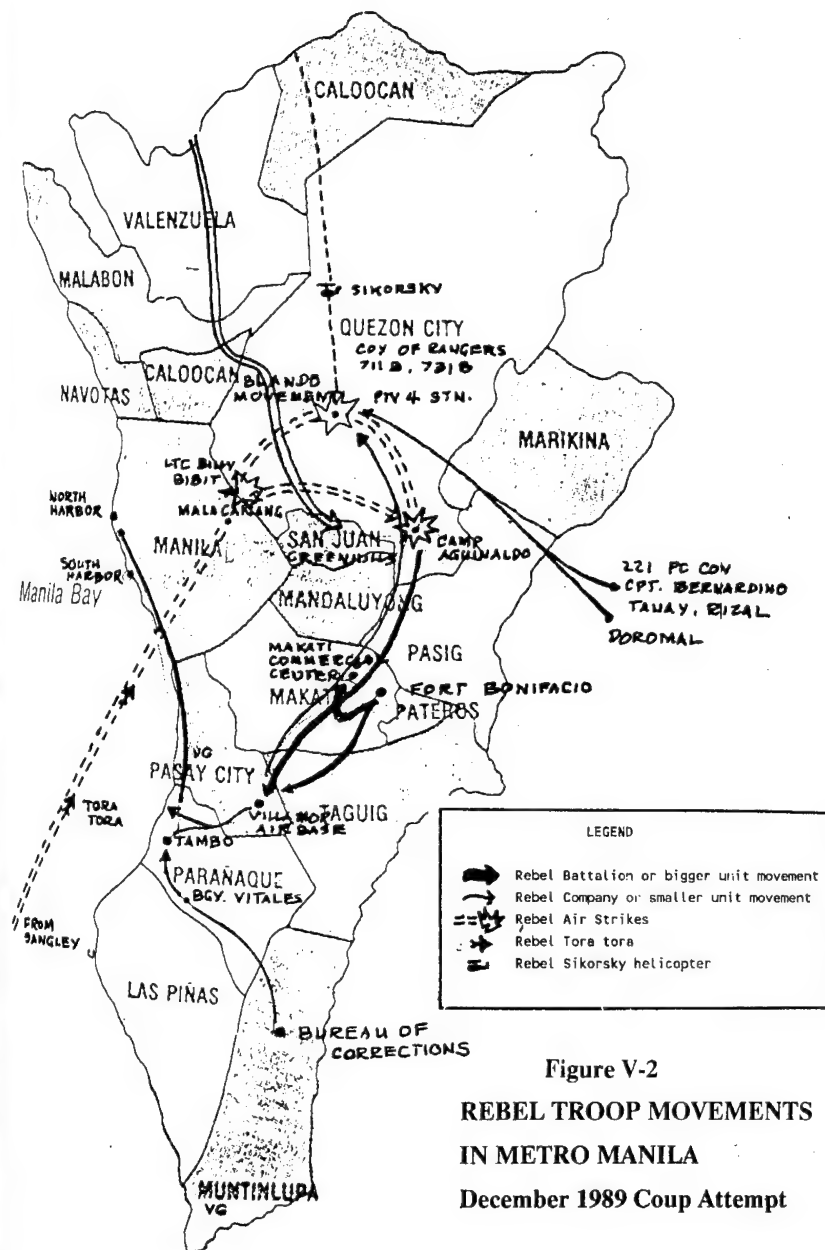 CALOOCAN
VALENZUELA
MALABON
SIKORSKY
QUEZON CITY
COY OF RANGERS
711B, 731B
CALOOCAN
NAVOTAS
BLANDO
MOVEMENT
PTV 4 STN.
MARIKINA
LTC BILLY
BIBIT
MALACAÑANG
NORTH
HARBOR
MANILA
SAN JUAN
GREENHILLS
CAMP
AGUINALDO
SOUTH
HARBOR
Manila Bay
MANDALUYONG
221 PC COY
CPT. BERNARDINO
TANAY, RIZAL
DOROMAL
MAKATI
COMMERC
CENTER
PASIG
MAKATI
FORT BONIFACIO
PATEROS
VG
PASAY CITY
TORA
TORA
VILLAMOR
AIR BASE
TAGUIG
TAMBO
PARAÑAQUE
BGY. VITALES
FROM
SANGLEY
LAS PIÑAS
BUREAU OF
CORRECTIONS
MUNTINLUPA
VG
LEGEND
Rebel Battalion or bigger unit movement
Rebel Company or smaller unit movement
Rebel Air Strikes
Rebel Tora tora
Rebel Sikorsky helicopter
Figure V-2
REBEL TROOP MOVEMENTS
IN METRO MANILA
December 1989 Coup Attempt